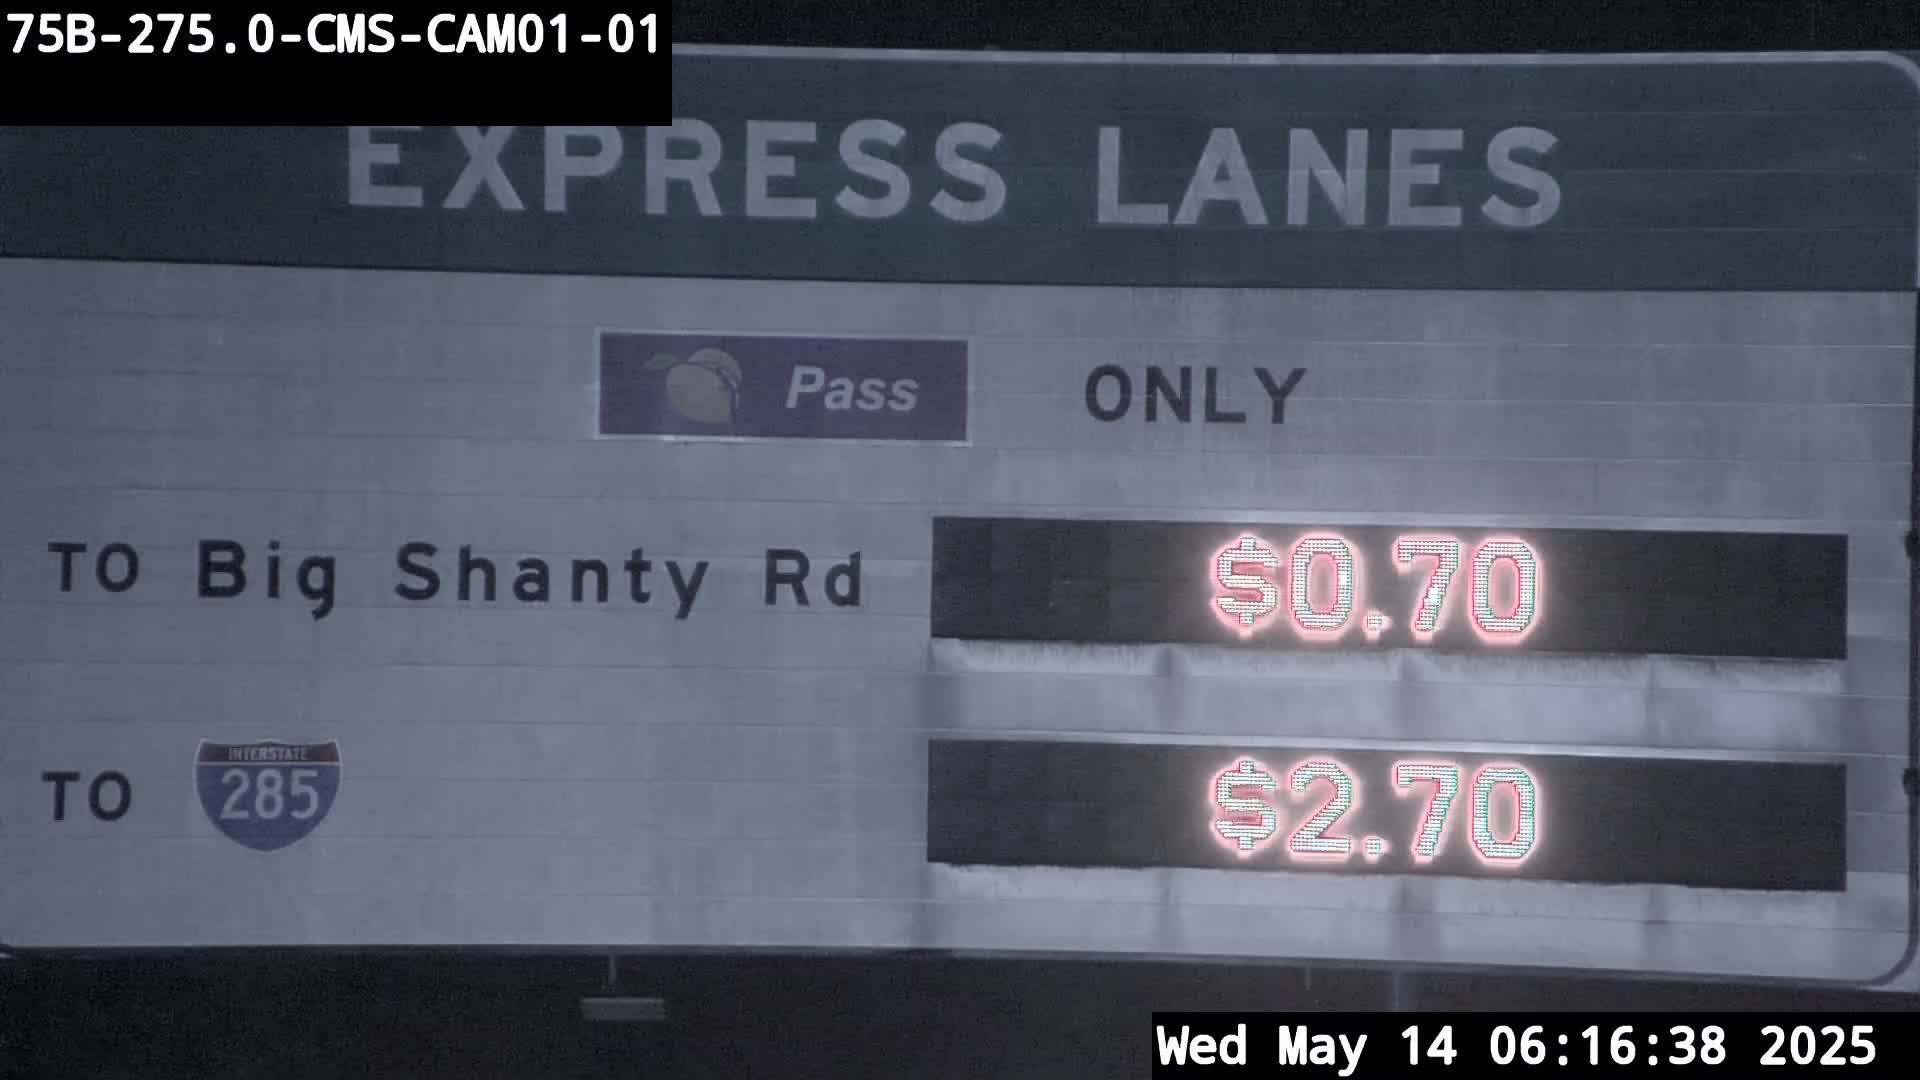 75B-275.0-CMS-CAM01-01
EXPRESS LANES
Pass ONLY
TO Big Shanty Rd $0.70
TO INTERSTATE 285 $2.70
Wed May 14 06:16:38 2025